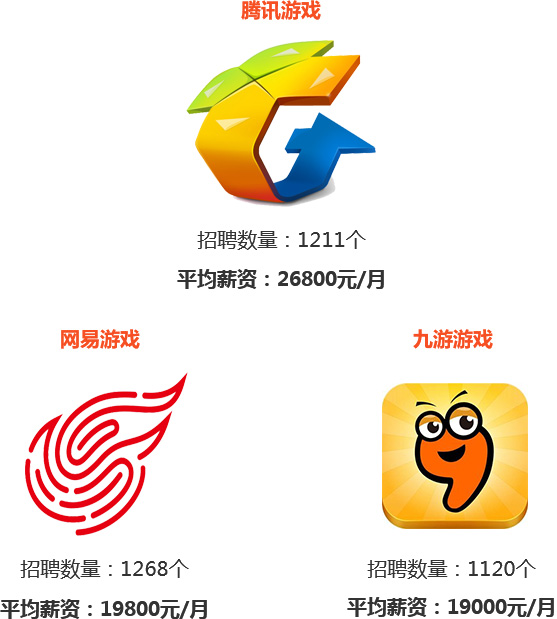 腾讯游戏
招聘数量：1211个
平均薪资：26800元/月
网易游戏
九游游戏
招聘数量：1268个
招聘数量：1120个
平均薪资：19800元/月
平均薪资：19000元/月